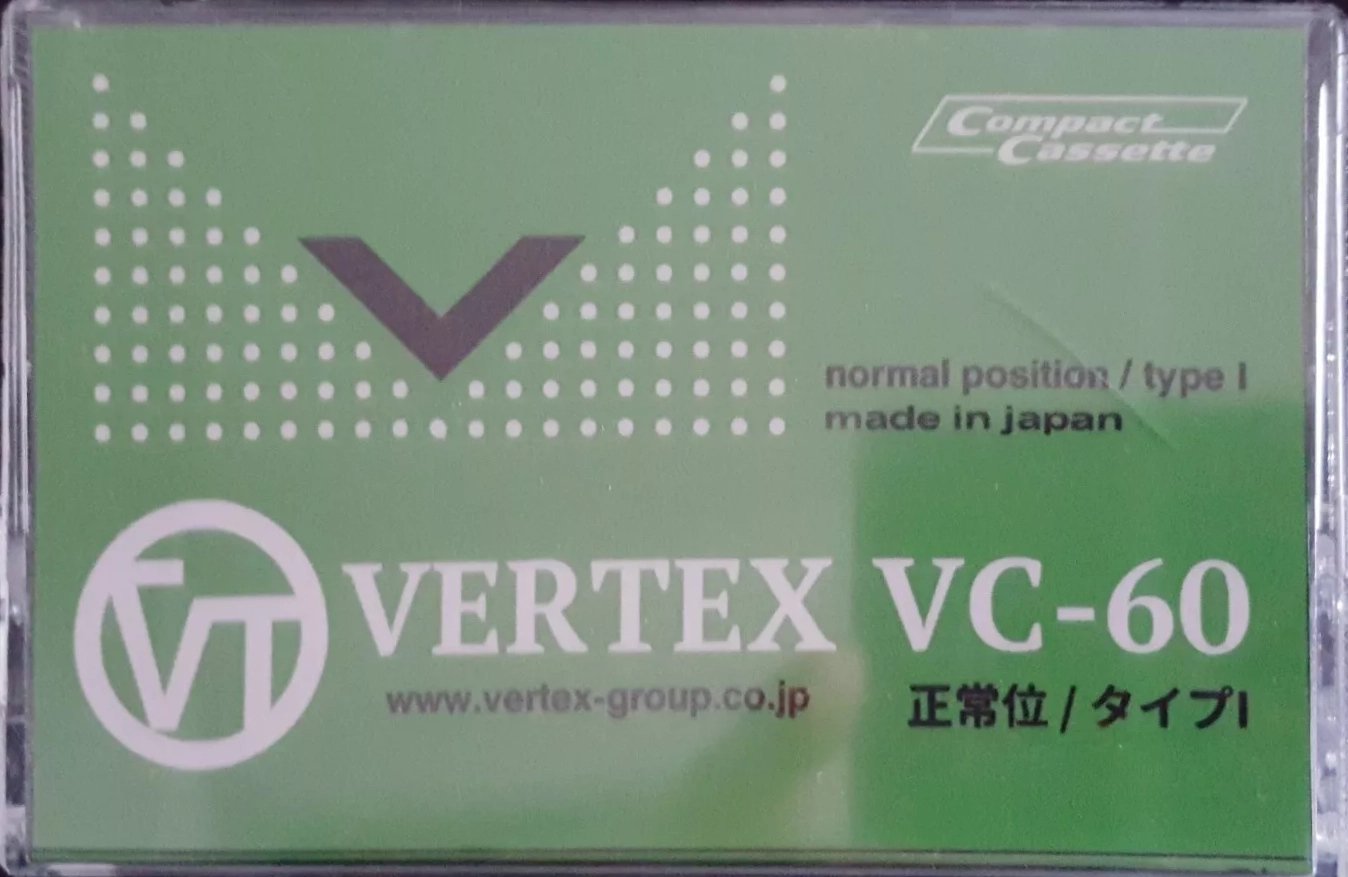 Compact
Cassette
normal position / type I
made in japan
VT
VERTEX VC-60
www.vertex-group.co.jp
正常位 / タイプI